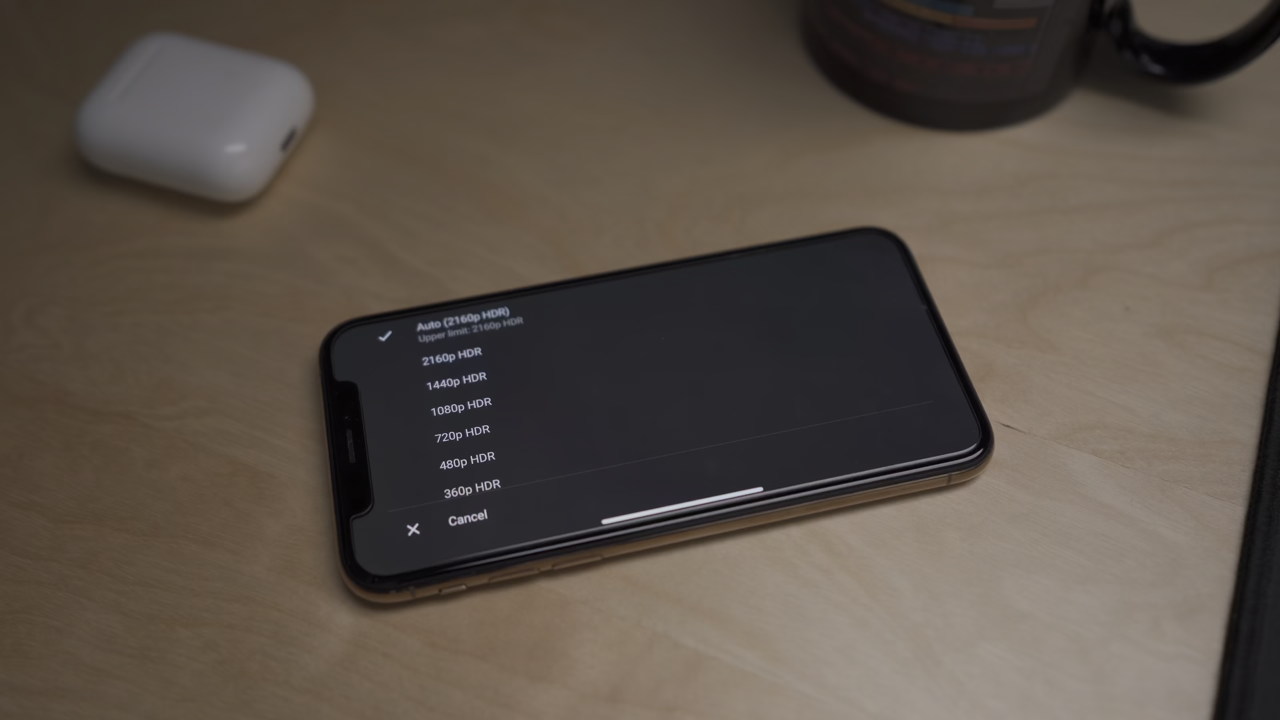 Auto (2160p HDR)
Upper limit: 2160p HDR
2160p HDR
1440p HDR
1080p HDR
720p HDR
480p HDR
360p HDR
Cancel